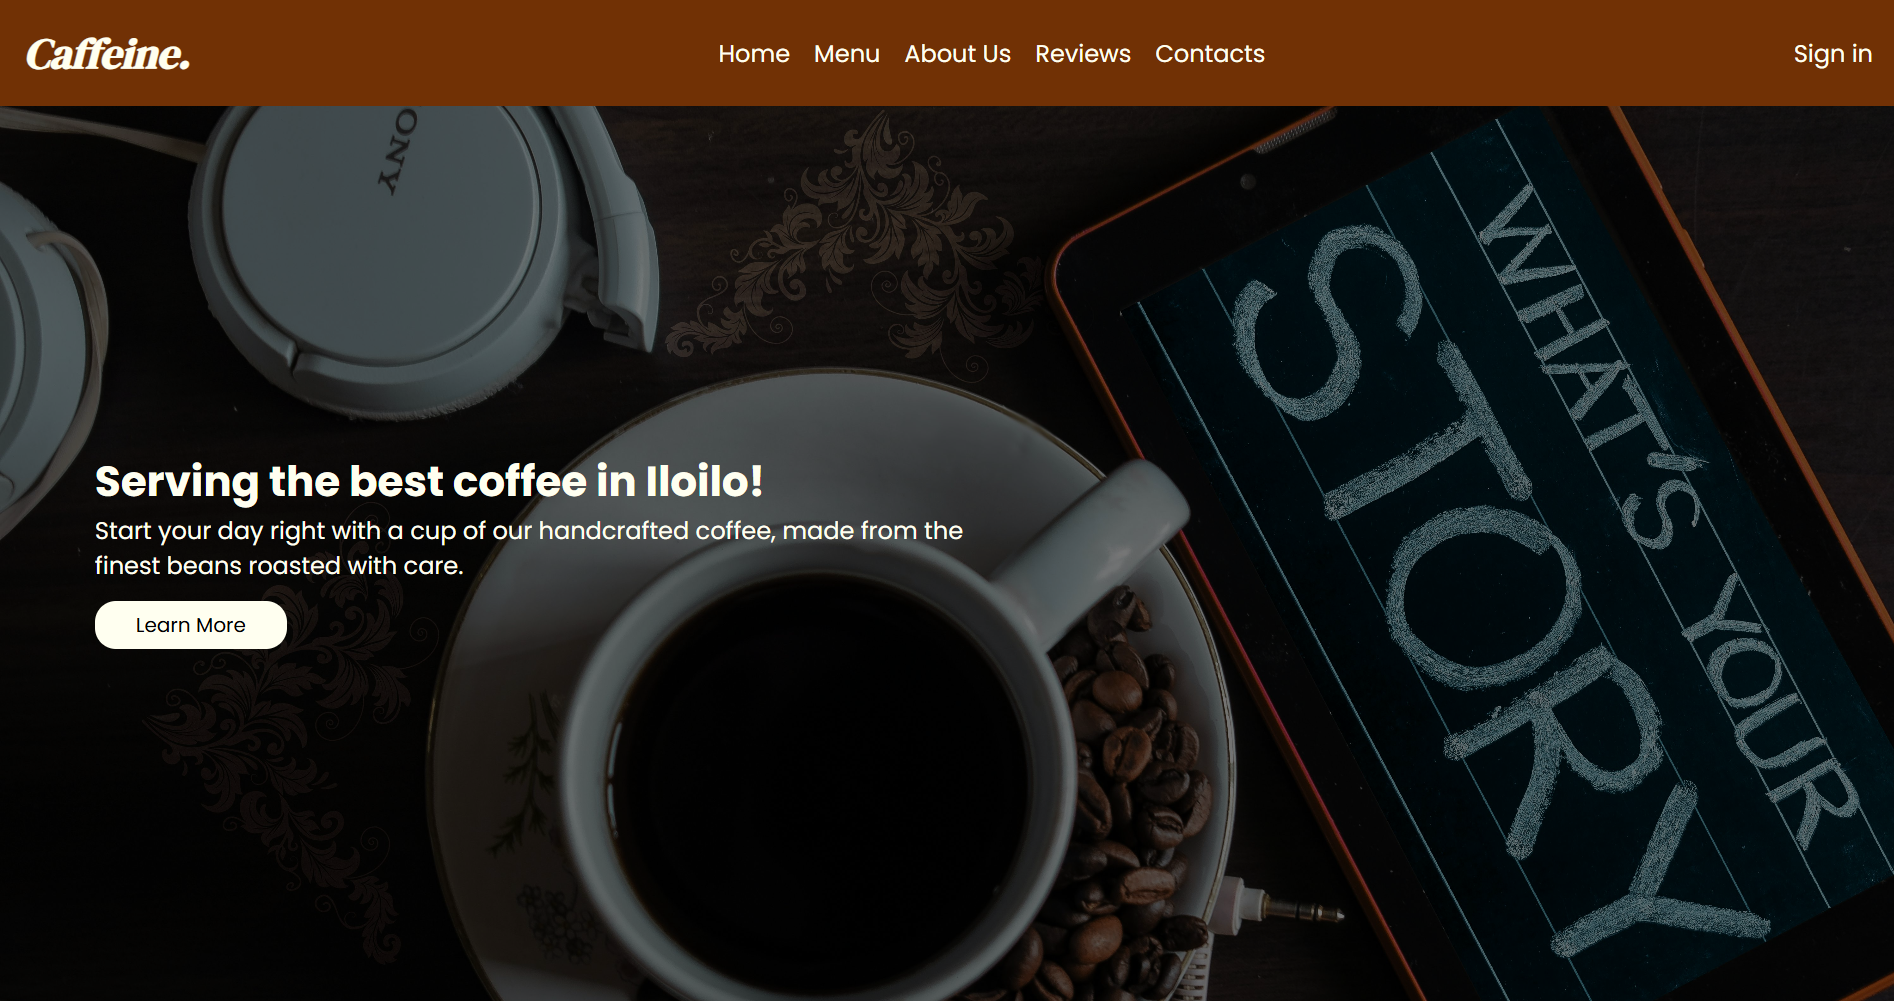 Caffeine.
Home Menu About Us Reviews Contacts
Sign in
ONY
WHAT'S YOUR
STORY
Serving the best coffee in Iloilo!
Start your day right with a cup of our handcrafted coffee, made from the
finest beans roasted with care.
Learn More